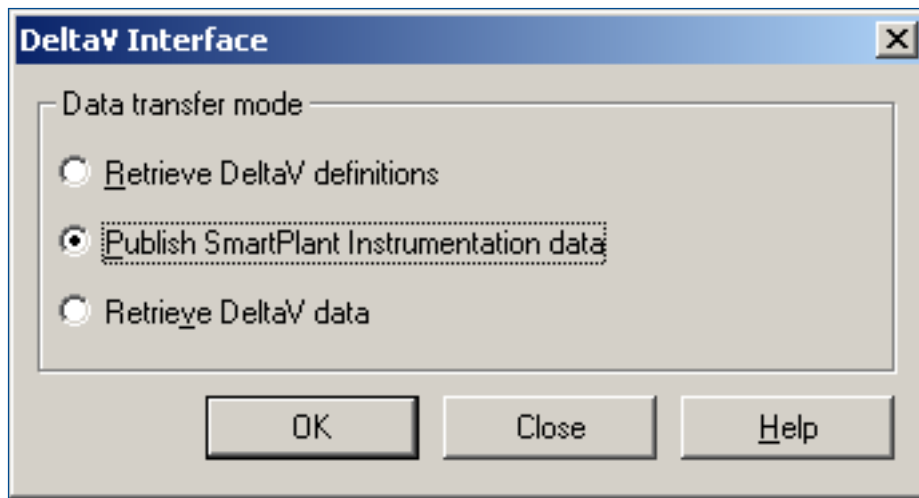 DeltaV Interface
Data transfer mode
Retrieve DeltaV definitions
Publish SmartPlant Instrumentation data
Retrieve DeltaV data
OK Close Help